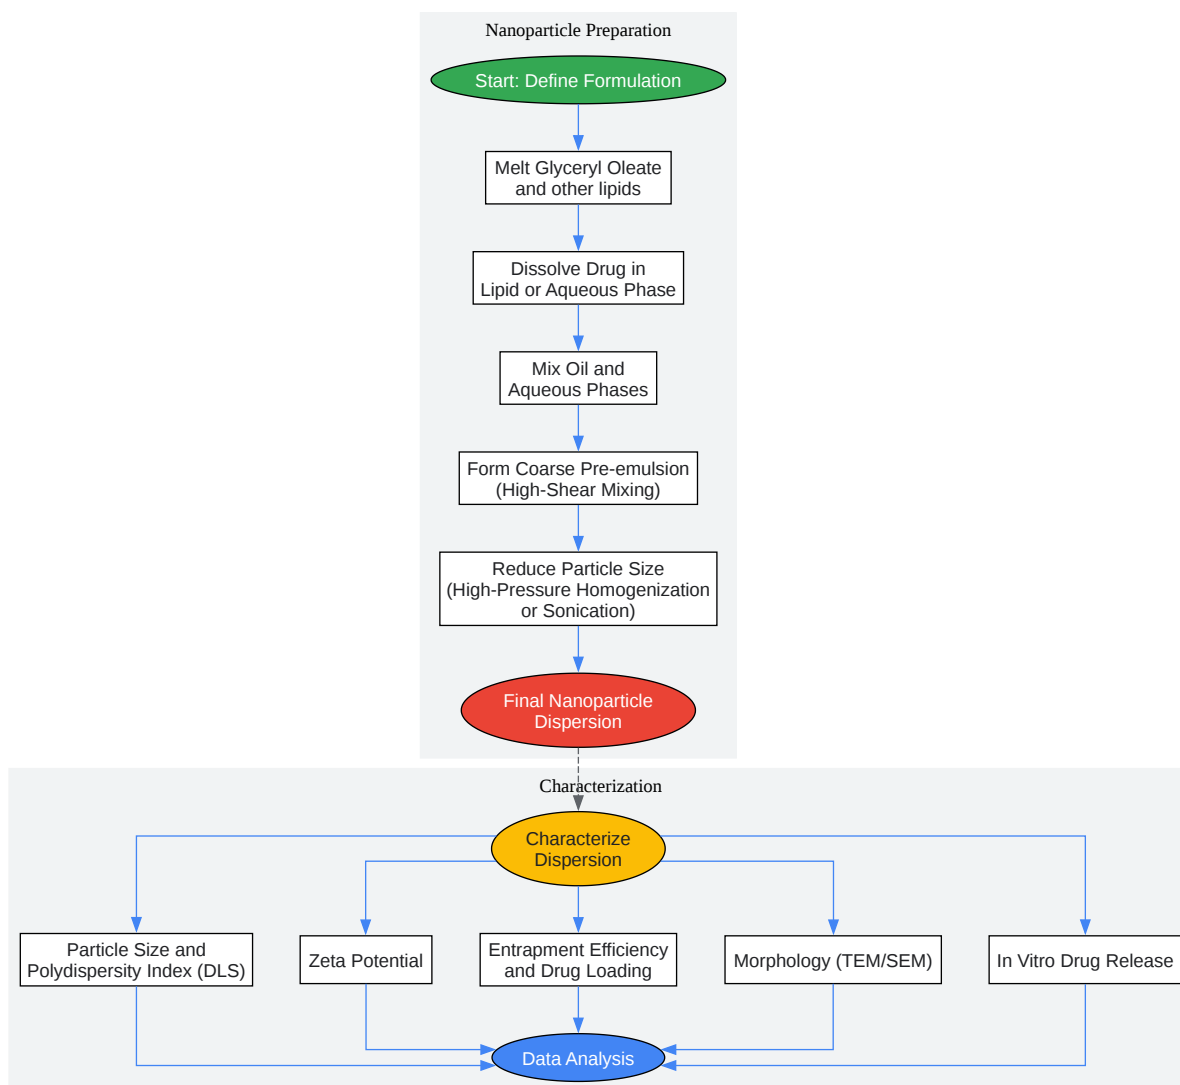 Nanoparticle Preparation
Start: Define Formulation
Melt Glyceryl Oleate
and other lipids
Dissolve Drug in
Lipid or Aqueous Phase
Mix Oil and
Aqueous Phases
Form Coarse Pre-emulsion
(High-Shear Mixing)
Reduce Particle Size
(High-Pressure Homogenization
or Sonication)
Final Nanoparticle
Dispersion
Characterization
Characterize
Dispersion
Particle Size and
Polydispersity Index (DLS)
Zeta Potential
Entrapment Efficiency
and Drug Loading
Morphology (TEM/SEM)
In Vitro Drug Release
Data Analysis